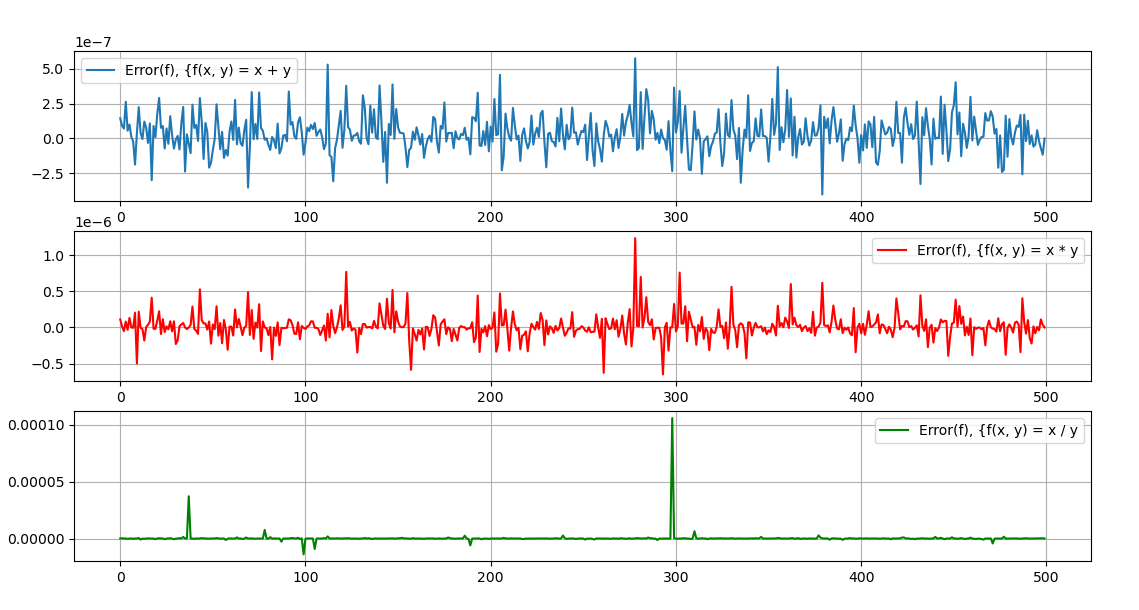 1e−7
Error(f), {f(x, y) = x + y
5.0
2.5
0.0
−2.5
0 100 200 300 400 500
1e−6
Error(f), {f(x, y) = x * y
1.0
0.5
0.0
−0.5
0 100 200 300 400 500
Error(f), {f(x, y) = x / y
0.00010
0.00005
0.00000
0 100 200 300 400 500